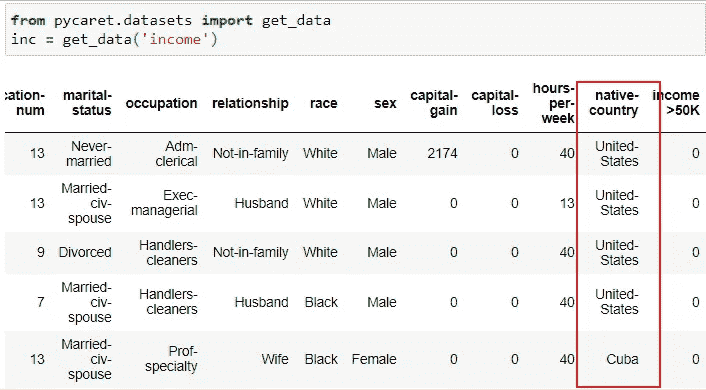 from pycaret.datasets import get_data
inc = get_data('income')
cation-num marital-status occupation relationship race sex capital-gain capital-loss hours-per-week native-country income >50K
13 Never-married Adm-clerical Not-in-family White Male 2174 0 40 United-States 0
13 Married-civ-spouse Exec-managerial Husband White Male 0 0 13 United-States 0
9 Divorced Handlers-cleaners Not-in-family White Male 0 0 40 United-States 0
7 Married-civ-spouse Handlers-cleaners Husband Black Male 0 0 40 United-States 0
13 Married-civ-spouse Prof-specialty Wife Black Female 0 0 40 Cuba 0